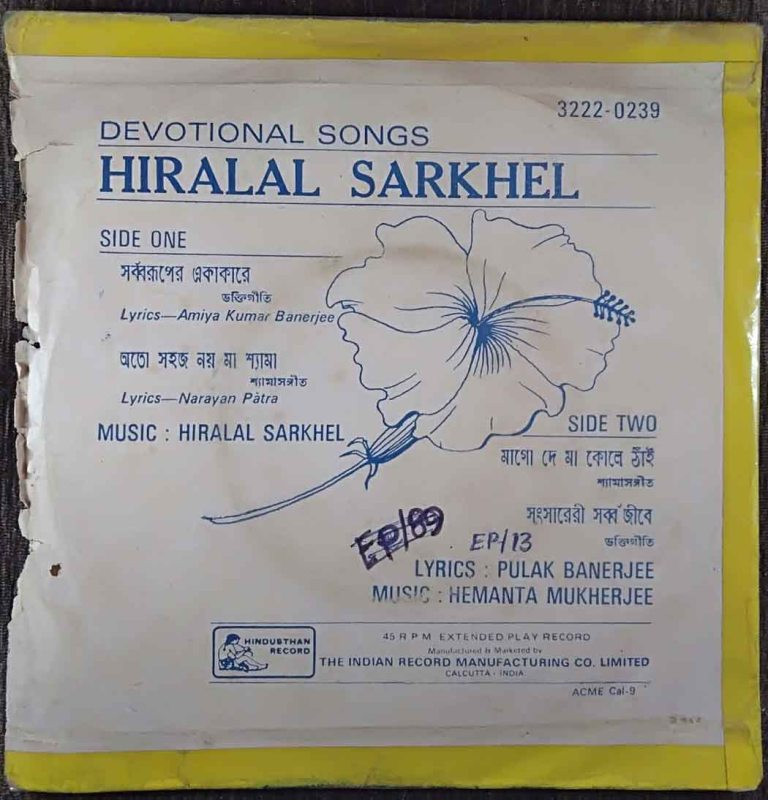 3222-0239
DEVOTIONAL SONGS
HIRALAL SARKHEL
SIDE ONE
সর্ব্বরূপের একাকারে
ভক্তিগীতি
Lyrics—Amiya Kumar Banerjee
অতো সহজ নয় মা শ্যামা
শ্যামাসঙ্গীত
Lyrics—Narayan Patra
MUSIC : HIRALAL SARKHEL
SIDE TWO
মাগো দে মা কোলে ঠাঁই
শ্যামাসঙ্গীত
সংসারেরী সর্ব্ব জীবে
ভক্তিগীতি
EP/89
EP/13
LYRICS : PULAK BANERJEE
MUSIC : HEMANTA MUKHERJEE
HINDUSTHAN
RECORD
45 R P M EXTENDED PLAY RECORD
Manufactured & Marketed by
THE INDIAN RECORD MANUFACTURING CO. LIMITED
CALCUTTA - INDIA
ACME Cal-9